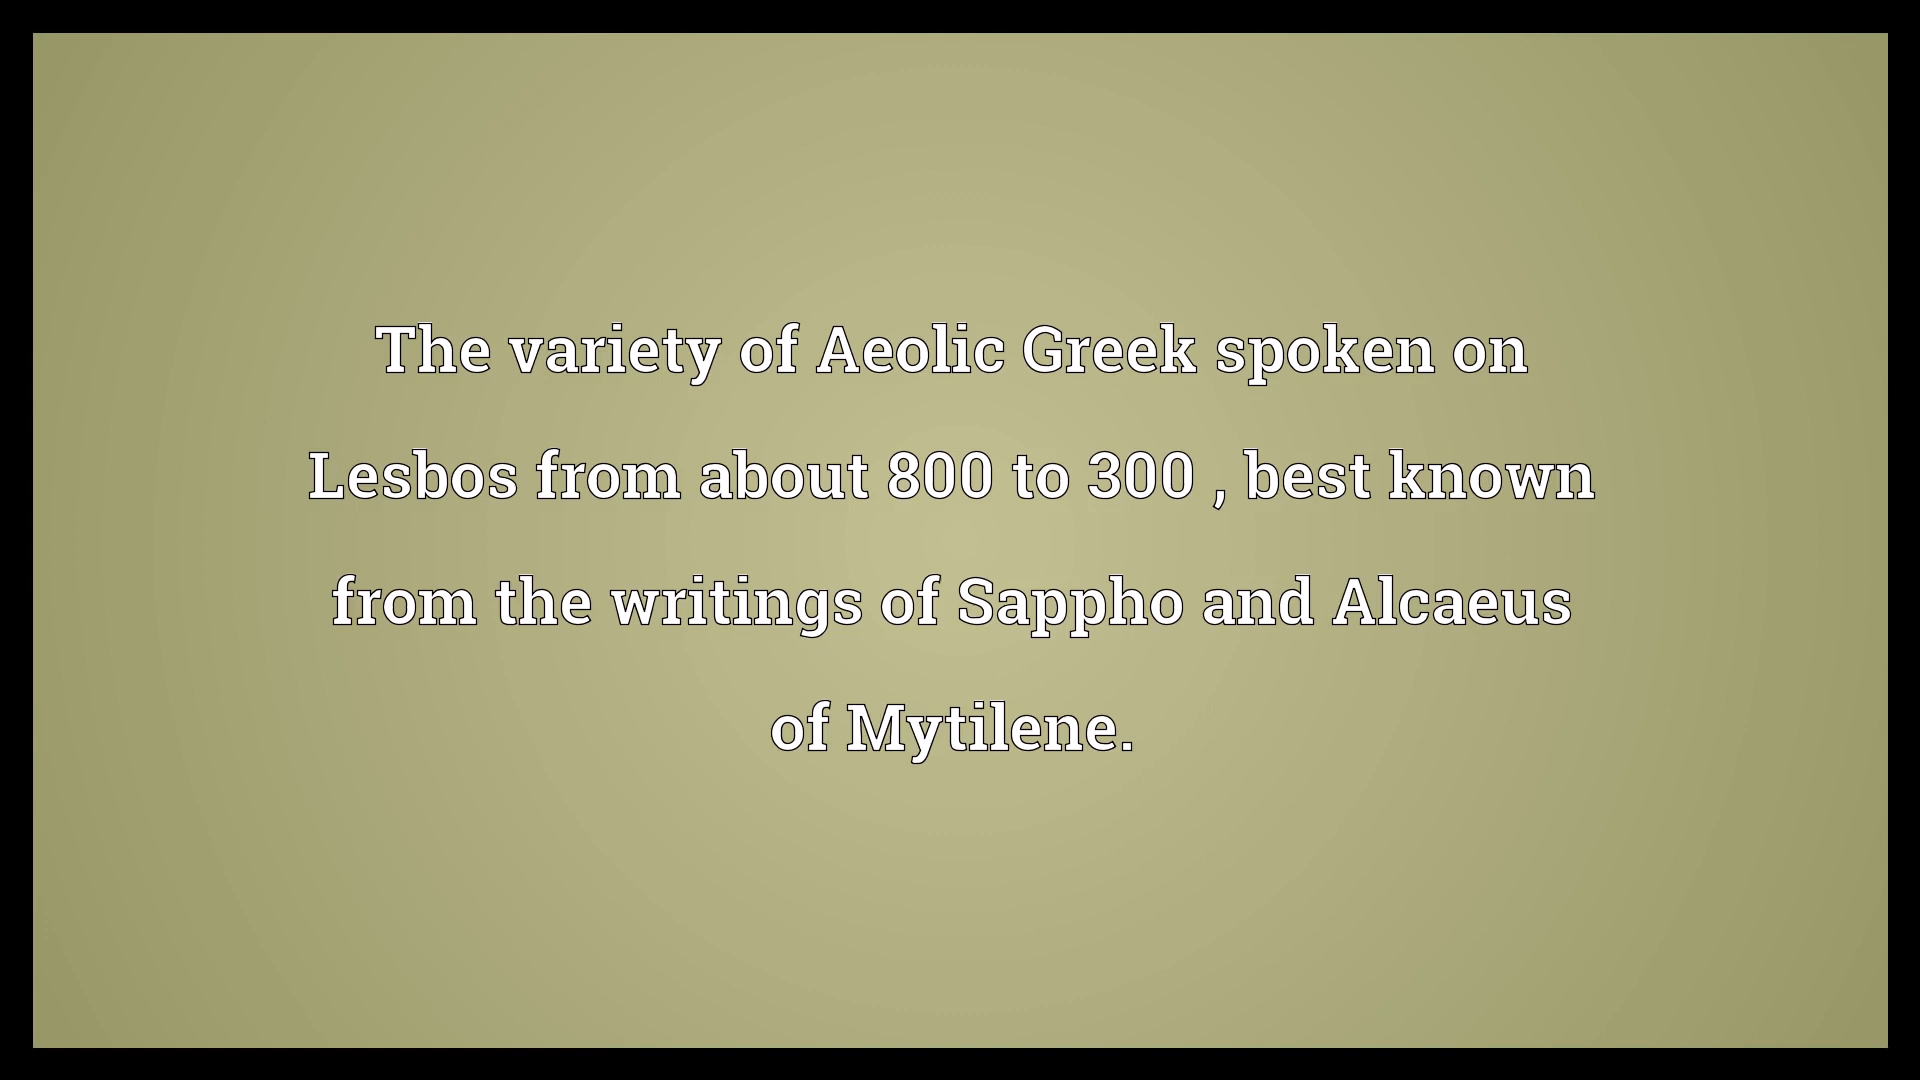 The variety of Aeolic Greek spoken on
Lesbos from about 800 to 300 , best known
from the writings of Sappho and Alcaeus
of Mytilene.